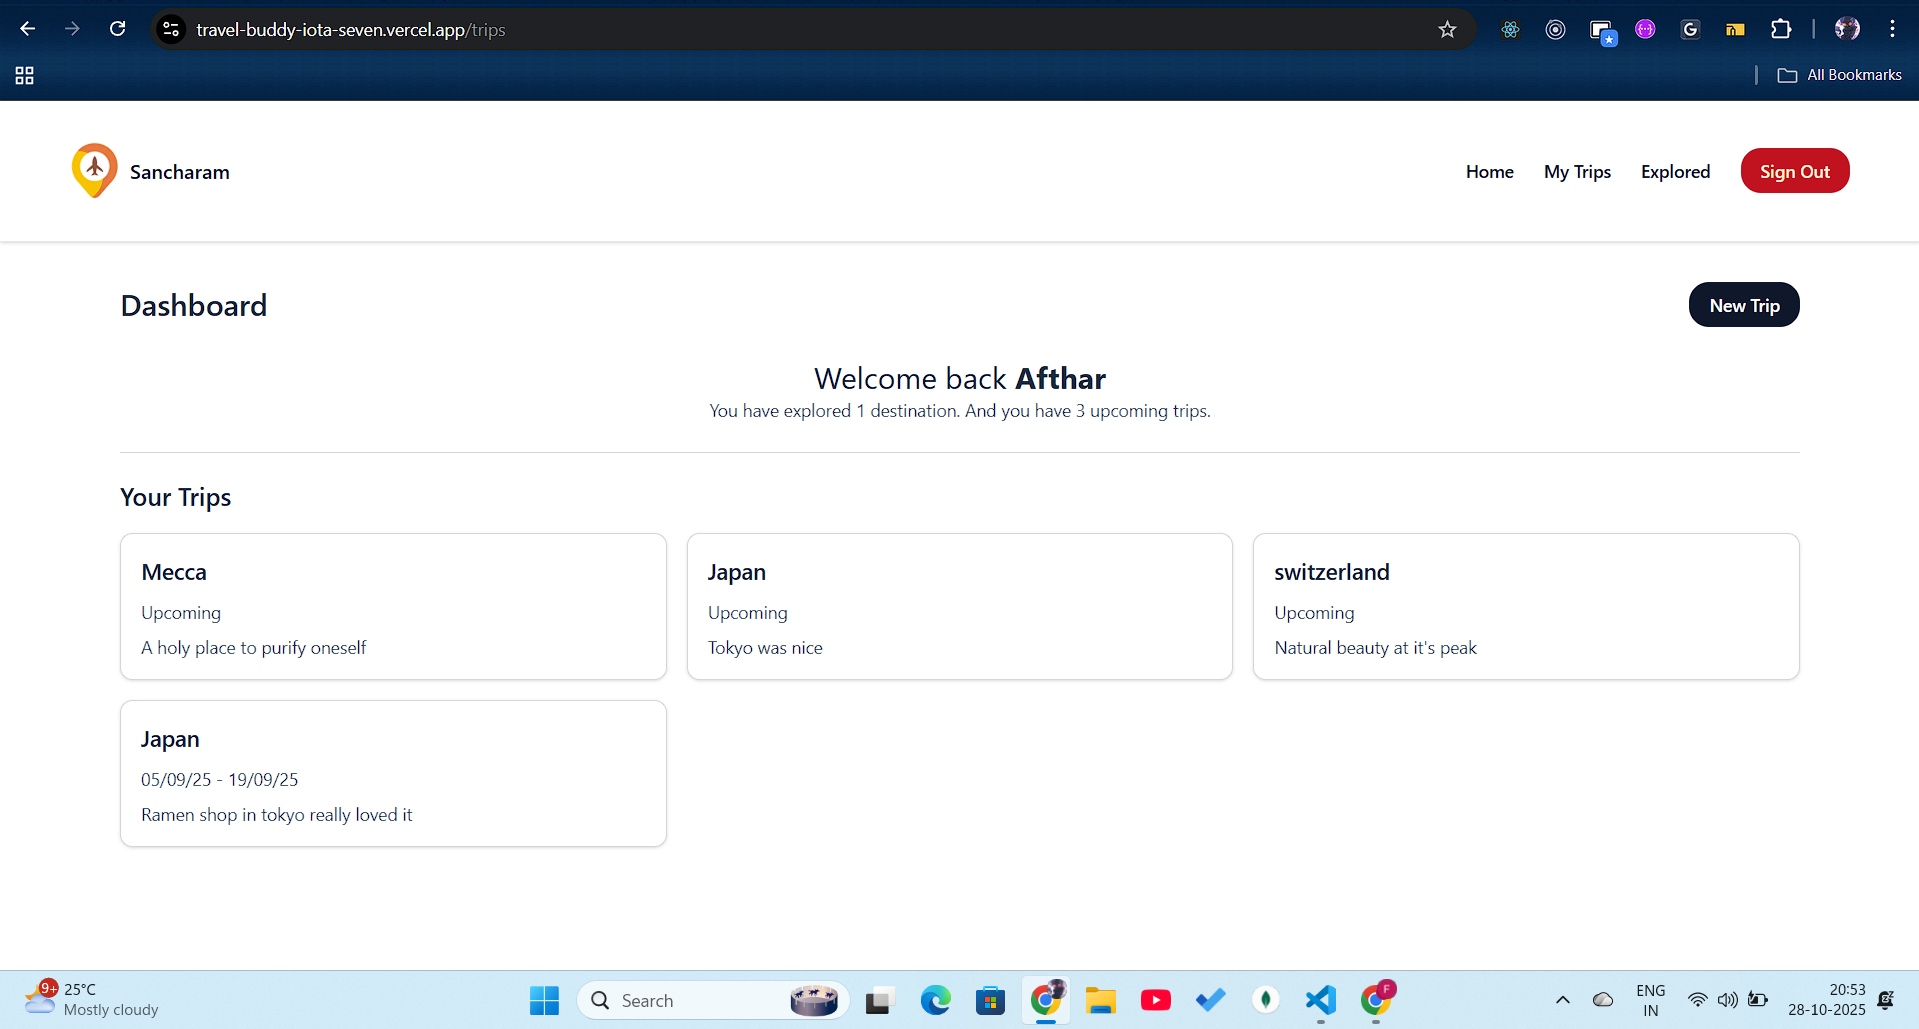 travel-buddy-iota-seven.vercel.app/trips
All Bookmarks
Sancharam
Home
My Trips
Explored
Sign Out
Dashboard
New Trip
Welcome back Afthar
You have explored 1 destination. And you have 3 upcoming trips.
Your Trips
Mecca
Upcoming
A holy place to purify oneself
Japan
Upcoming
Tokyo was nice
switzerland
Upcoming
Natural beauty at it's peak
Japan
05/09/25 - 19/09/25
Ramen shop in tokyo really loved it
9+
25°C
Mostly cloudy
Search
F
ENG
IN
20:53
28-10-2025